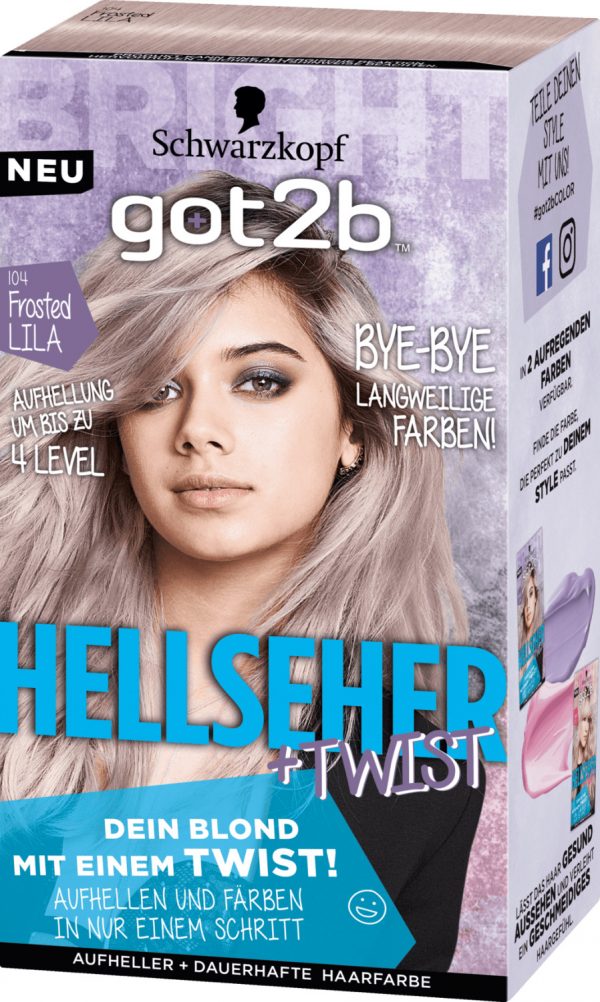 104
Frosted
LILA
BRIGHT
Schwarzkopf
NEU
got2b™
104
Frosted
LILA
AUFHELLUNG
UM BIS ZU
4 LEVEL
BYE-BYE
LANGWEILIGE
FARBEN!
HELLSEHER
+TWIST
DEIN BLOND
MIT EINEM TWIST!
AUFHELLEN UND FÄRBEN
IN NUR EINEM SCHRITT
AUFHELLER + DAUERHAFTE HAARFARBE
TEILE DEINEN
STYLE
MIT UNS!
#got2bCOLOR
IN 2 AUFREGENDEN
FARBEN
VERFÜGBAR.
FINDE DIE FARBE,
DIE PERFEKT ZU DEINEM
STYLE PASST.
LÄSST DAS HAAR GESUND
AUSSEHEN UND VERLEIHT
EIN GESCHMEIDIGES
HAARGEFÜHL.